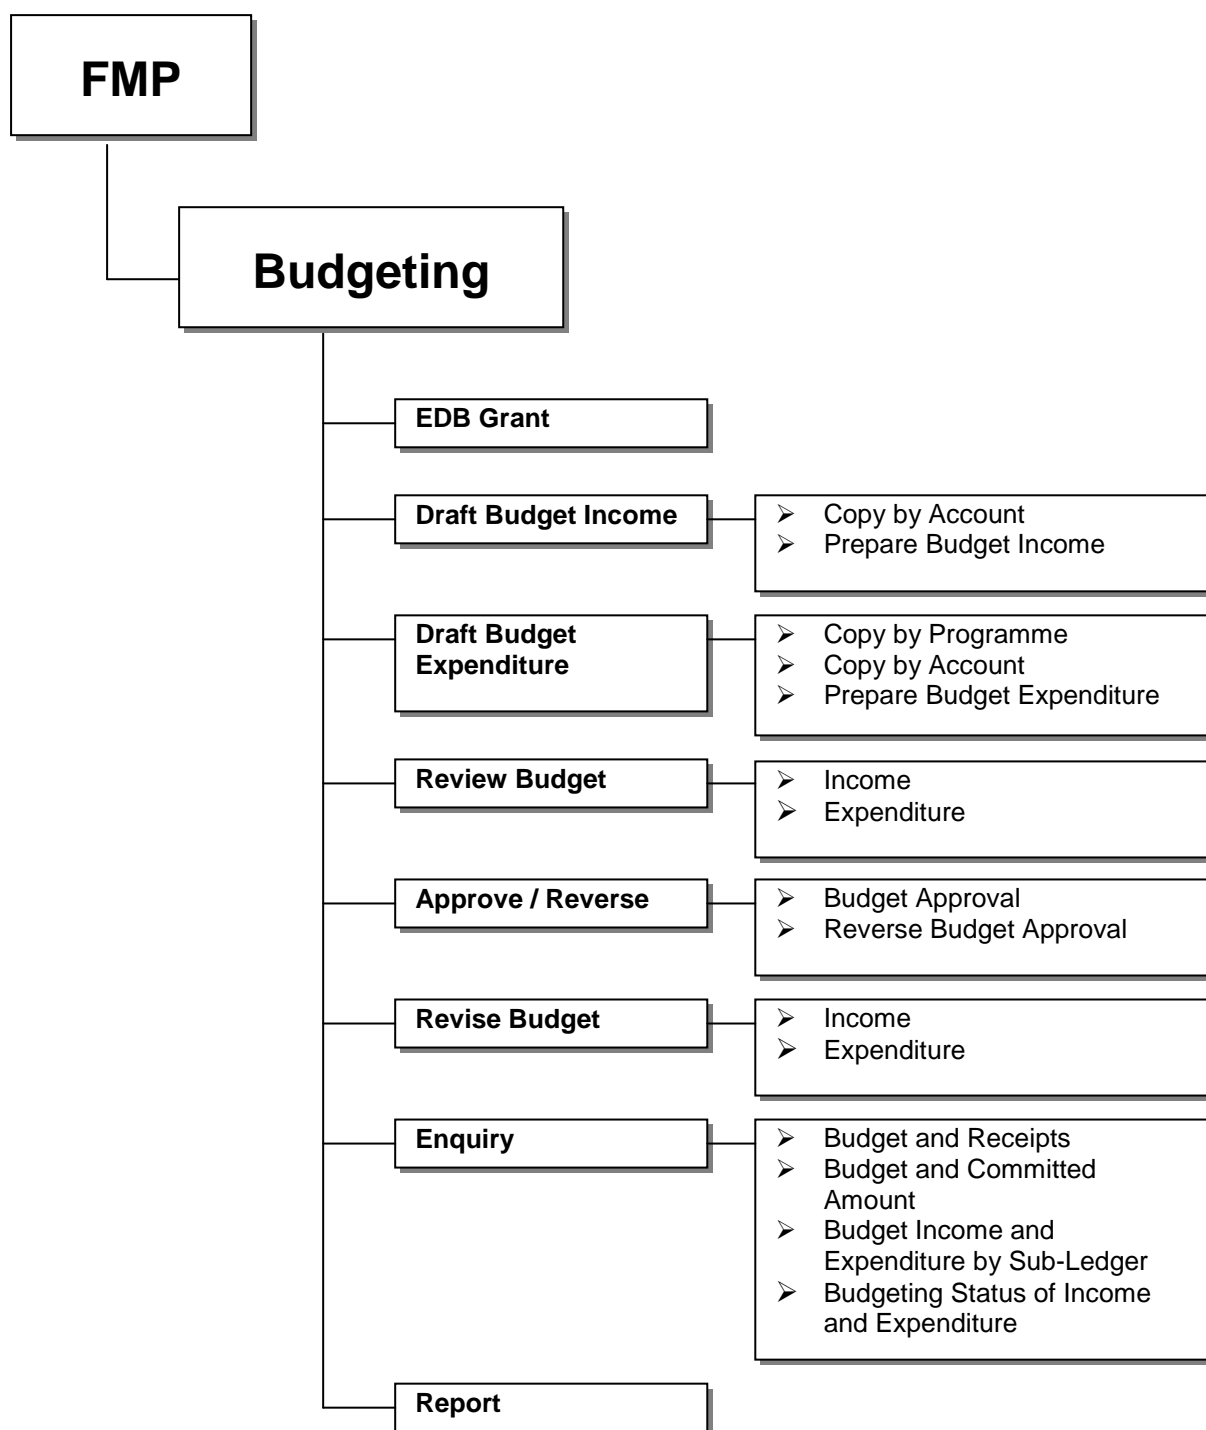 FMP
Budgeting
EDB Grant
Draft Budget Income
➢ Copy by Account
➢ Prepare Budget Income
Draft Budget
Expenditure
➢ Copy by Programme
➢ Copy by Account
➢ Prepare Budget Expenditure
Review Budget
➢ Income
➢ Expenditure
Approve / Reverse
➢ Budget Approval
➢ Reverse Budget Approval
Revise Budget
➢ Income
➢ Expenditure
Enquiry
➢ Budget and Receipts
➢ Budget and Committed
Amount
➢ Budget Income and
Expenditure by Sub-Ledger
➢ Budgeting Status of Income
and Expenditure
Report